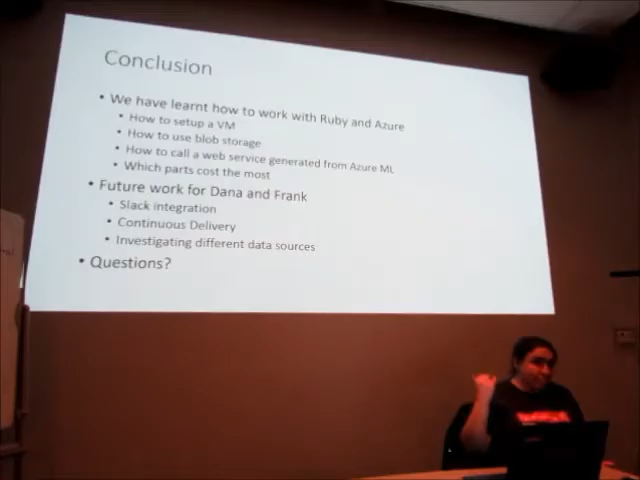 Conclusion
• We have learnt how to work with Ruby and Azure
• How to setup a VM
• How to use blob storage
• How to call a web service generated from Azure ML
• Which parts cost the most
• Future work for Dana and Frank
• Slack integration
• Continuous Delivery
• Investigating different data sources
• Questions?